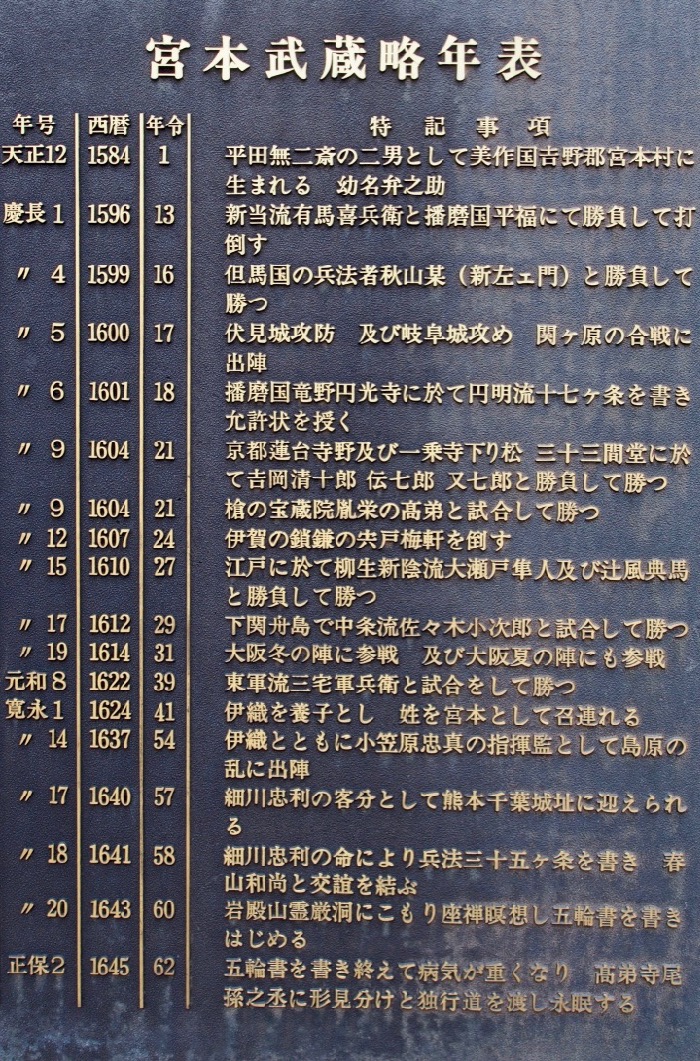 宮本武蔵略年表
年号 西暦 年令 特記事項
天正12 1584 1 平田無二斎の二男として美作国吉野郡宮本村に
生まれる 幼名弁之助
慶長1 1596 13 新当流有馬喜兵衛と播磨国平福にて勝負して打
倒す
〃 4 1599 16 但馬国の兵法者秋山某（新左ェ門）と勝負して
勝つ
〃 5 1600 17 伏見城攻防 及び岐阜城攻め 関ヶ原の合戦に
出陣
〃 6 1601 18 播磨国竜野円光寺に於て円明流十七ヶ条を書き
允許状を授く
〃 9 1604 21 京都蓮台寺野及び一乗寺下り松 三十三間堂に於
て吉岡清十郎 伝七郎 又七郎と勝負して勝つ
〃 9 1604 21 槍の宝蔵院胤栄の高弟と試合して勝つ
〃 12 1607 24 伊賀の鎖鎌の宍戸梅軒を倒す
〃 15 1610 27 江戸に於て柳生新陰流大瀬戸隼人及び辻風典馬
と勝負して勝つ
〃 17 1612 29 下関舟島で中条流佐々木小次郎と試合して勝つ
〃 19 1614 31 大阪冬の陣に参戦 及び大阪夏の陣にも参戦
元和8 1622 39 東軍流三宅軍兵衛と試合をして勝つ
寛永1 1624 41 伊織を養子とし 姓を宮本として召連れる
〃 14 1637 54 伊織とともに小笠原忠真の指揮監として島原の
乱に出陣
〃 17 1640 57 細川忠利の客分として熊本千葉城址に迎えられ
る
〃 18 1641 58 細川忠利の命により兵法三十五ヶ条を書き 春
山和尚と交誼を結ぶ
〃 20 1643 60 岩殿山霊厳洞にこもり座禅瞑想し五輪書を書き
はじめる
正保2 1645 62 五輪書を書き終えて病気が重くなり 高弟寺尾
孫之丞に形見分けと独行道を渡し永眠する